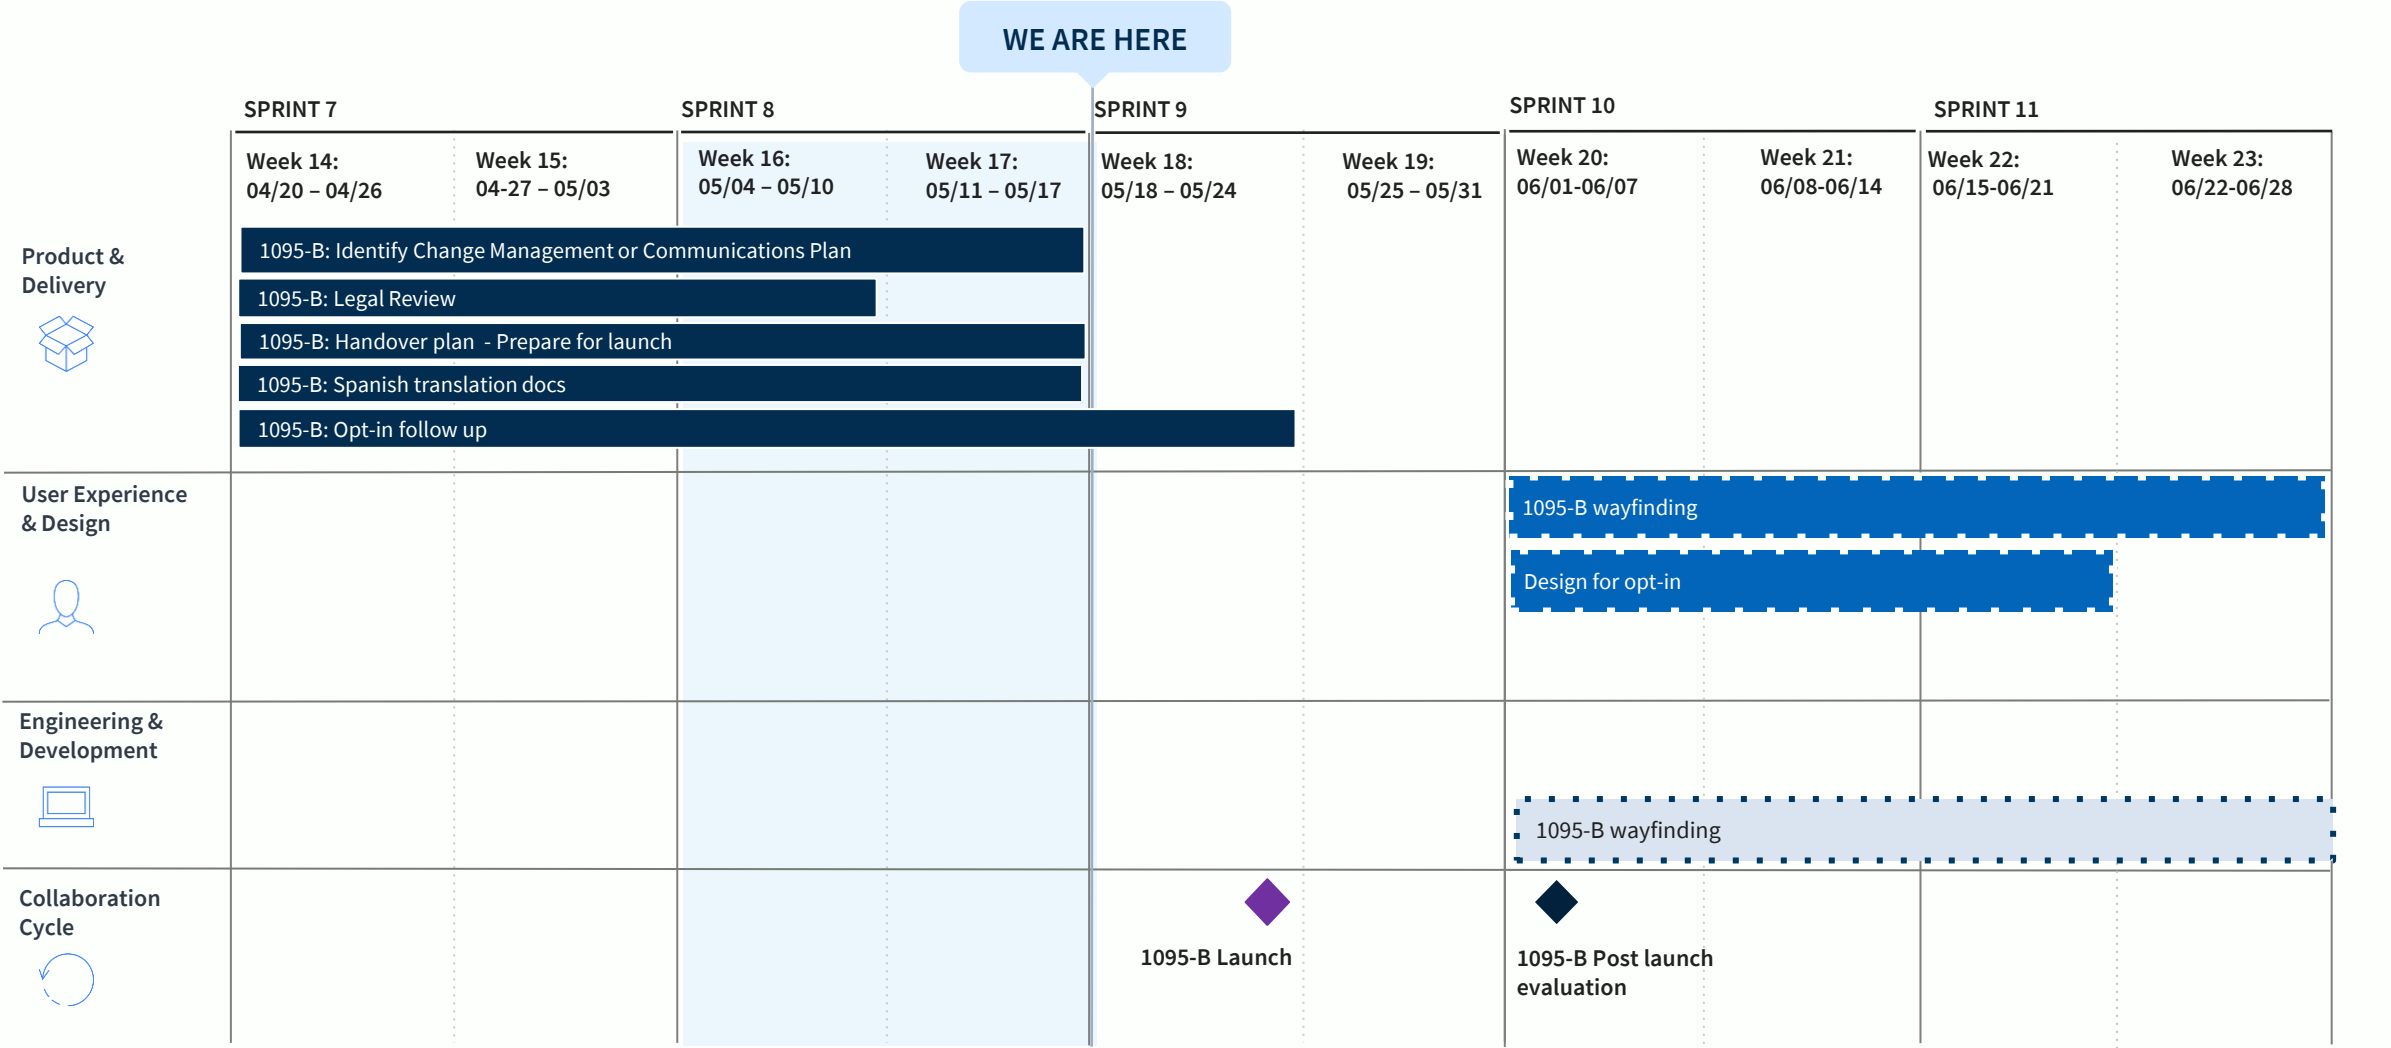 WE ARE HERE
SPRINT 7
SPRINT 8
SPRINT 9
SPRINT 10
SPRINT 11
Week 14:
04/20 – 04/26
Week 15:
04-27 – 05/03
Week 16:
05/04 – 05/10
Week 17:
05/11 – 05/17
Week 18:
05/18 – 05/24
Week 19:
05/25 – 05/31
Week 20:
06/01-06/07
Week 21:
06/08-06/14
Week 22:
06/15-06/21
Week 23:
06/22-06/28
Product &
Delivery
1095-B: Identify Change Management or Communications Plan
1095-B: Legal Review
1095-B: Handover plan  - Prepare for launch
1095-B: Spanish translation docs
1095-B: Opt-in follow up
User Experience
& Design
1095-B wayfinding
Design for opt-in
Engineering &
Development
1095-B wayfinding
Collaboration
Cycle
1095-B Launch
1095-B Post launch
evaluation